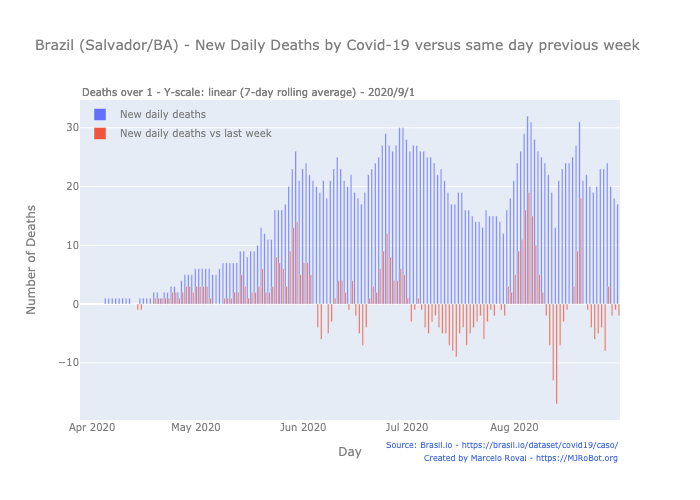 Brazil (Salvador/BA) - New Daily Deaths by Covid-19 versus same day previous week
Deaths over 1 - Y-scale: linear (7-day rolling average) - 2020/9/1
New daily deaths
New daily deaths vs last week
30
20
10
0
−10
Number of Deaths
Apr 2020
May 2020
Jun 2020
Jul 2020
Aug 2020
Day
Source: Brasil.io - https://brasil.io/dataset/covid19/caso/
Created by Marcelo Rovai - https://MJRoBot.org